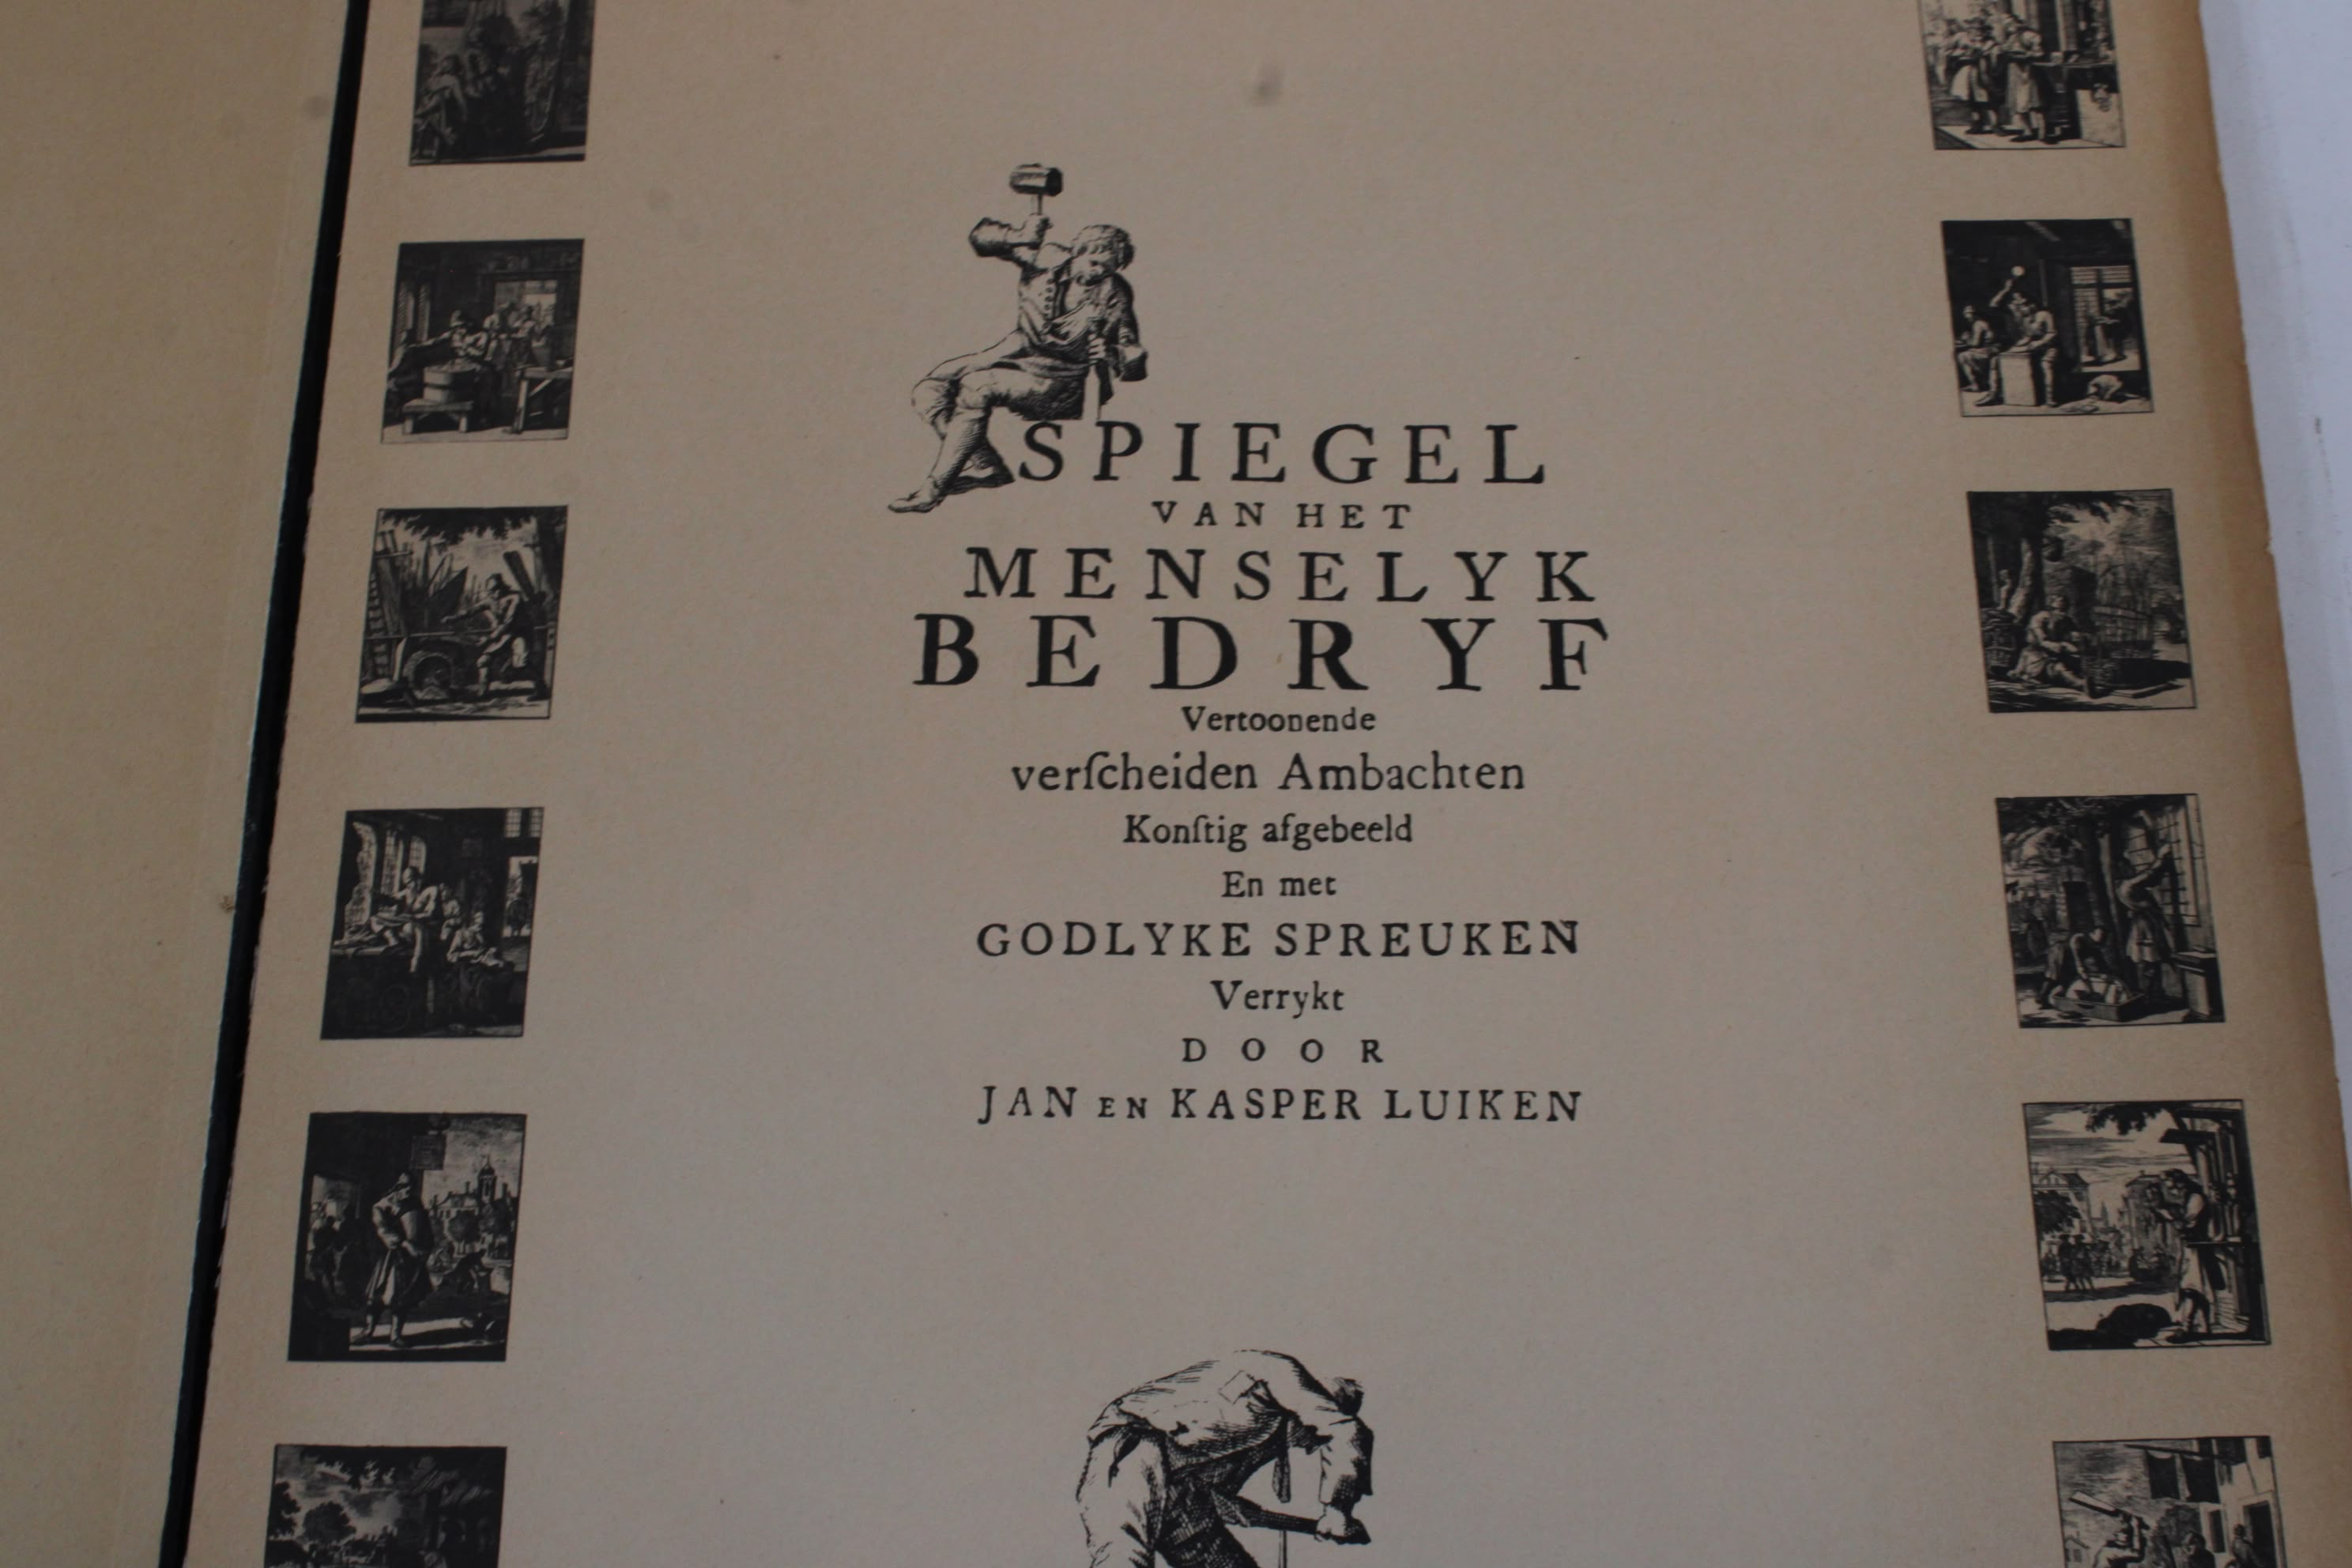 SPIEGEL
VAN HET
MENSELYK
BEDRYF
Vertoonende
verſcheiden Ambachten
Konſtig afgebeeld
En met
GODLYKE SPREUKEN
Verrykt
DOOR
JAN EN KASPER LUIKEN